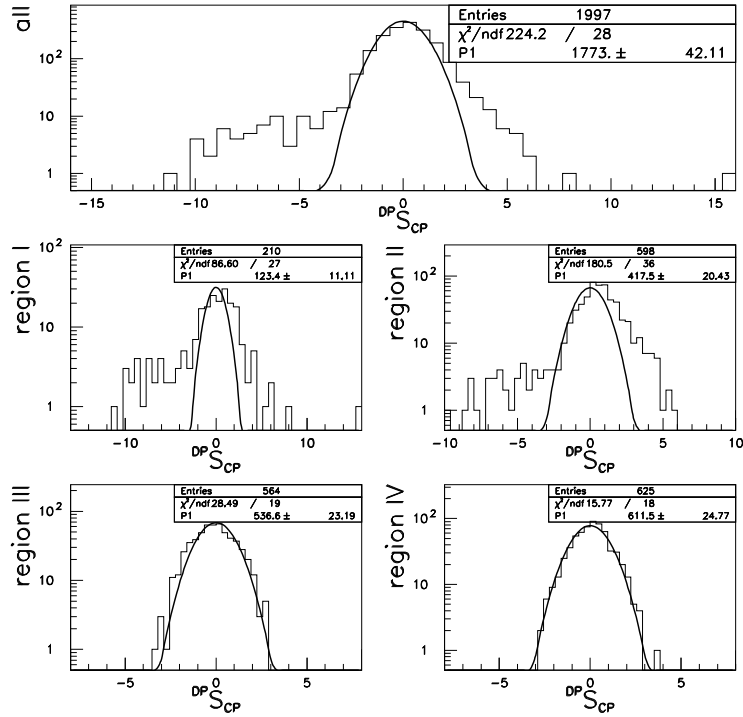 all
Entries 1997
χ²/ndf 224.2 / 28
P1 1773. ± 42.11
10²
10
1
−15 −10 −5 0 5 10 15
DPS_CP
region I
Entries 210
χ²/ndf 86.60 / 27
P1 123.4 ± 11.11
10²
10
1
−10 0 10
DPS_CP
region II
Entries 598
χ²/ndf 180.5 / 36
P1 417.5 ± 20.43
10²
10
1
−10 −5 0 5 10
DPS_CP
region III
Entries 564
χ²/ndf 28.49 / 19
P1 536.6 ± 23.19
10²
10
1
−5 0 5
DPS_CP
region IV
Entries 625
χ²/ndf 15.77 / 18
P1 611.5 ± 24.77
10²
10
1
−5 0 5
DPS_CP